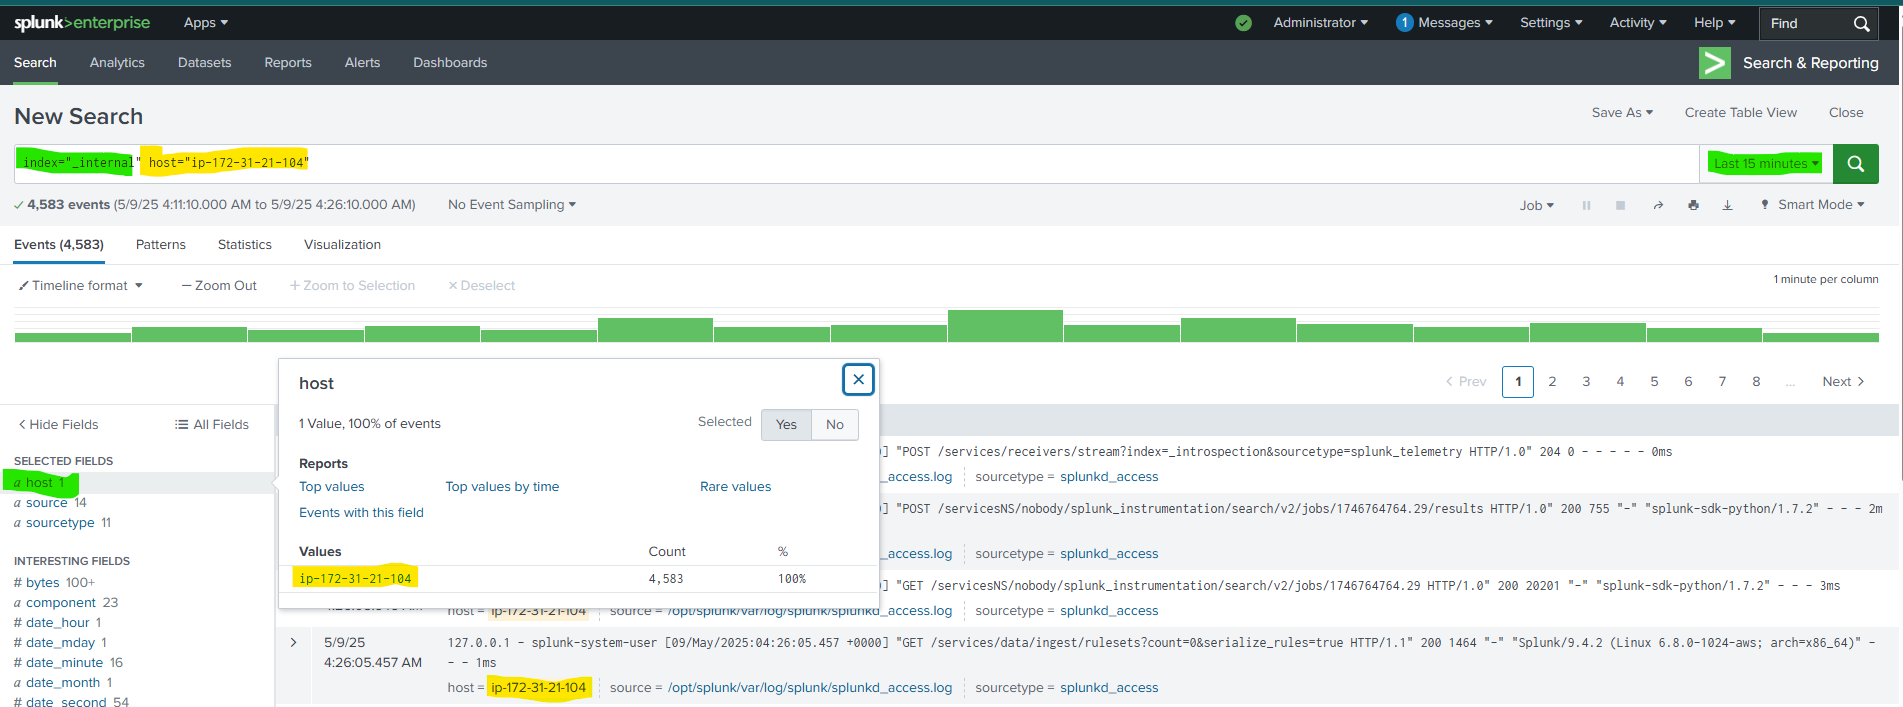 splunk>enterprise Apps Administrator 1 Messages Settings Activity Help Find
Search Analytics Datasets Reports Alerts Dashboards Search & Reporting
New Search
Save As Create Table View Close
index="_internal" host="ip-172-31-21-104"
Last 15 minutes
4,583 events (5/9/25 4:11:10.000 AM to 5/9/25 4:26:10.000 AM) No Event Sampling
Job Smart Mode
Events (4,583) Patterns Statistics Visualization
Timeline format — Zoom Out + Zoom to Selection × Deselect
1 minute per column
< Prev 1 2 3 4 5 6 7 8 ... Next >
< Hide Fields All Fields
SELECTED FIELDS
a host 1
a source 14
a sourcetype 11
INTERESTING FIELDS
# bytes 100+
a component 23
# date_hour 1
# date_mday 1
# date_minute 16
a date_month 1
# date_second 54
host
1 Value, 100% of events
Selected Yes No
Reports
Top values Top values by time Rare values
Events with this field
Values Count %
ip-172-31-21-104 4,583 100%
] "POST /services/receivers/stream?index=_introspection&sourcetype=splunk_telemetry HTTP/1.0" 204 0 - - - - - 0ms
_access.log sourcetype = splunkd_access
] "POST /servicesNS/nobody/splunk_instrumentation/search/v2/jobs/1746764764.29/results HTTP/1.0" 200 755 "-" "splunk-sdk-python/1.7.2" - - - 2m
_access.log sourcetype = splunkd_access
] "GET /servicesNS/nobody/splunk_instrumentation/search/v2/jobs/1746764764.29 HTTP/1.0" 200 20201 "-" "splunk-sdk-python/1.7.2" - - - 3ms
host = ip-172-31-21-104 source = /opt/splunk/var/log/splunk/splunkd_access.log sourcetype = splunkd_access
> 5/9/25
4:26:05.457 AM
127.0.0.1 - splunk-system-user [09/May/2025:04:26:05.457 +0000] "GET /services/data/ingest/rulesets?count=0&serialize_rules=true HTTP/1.1" 200 1464 "-" "Splunk/9.4.2 (Linux 6.8.0-1024-aws; arch=x86_64)" -
- - 1ms
host = ip-172-31-21-104 source = /opt/splunk/var/log/splunk/splunkd_access.log sourcetype = splunkd_access